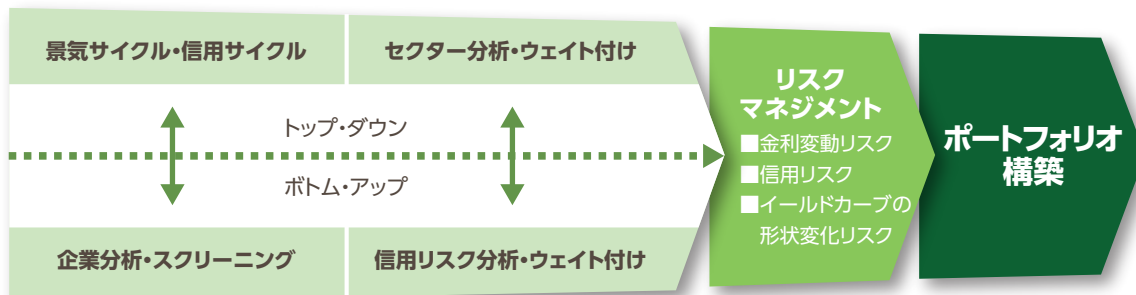 景気サイクル・信用サイクル
セクター分析・ウェイト付け
トップ・ダウン
ボトム・アップ
企業分析・スクリーニング
信用リスク分析・ウェイト付け
リスク
マネジメント
■金利変動リスク
■信用リスク
■イールドカーブの
形状変化リスク
ポートフォリオ
構築